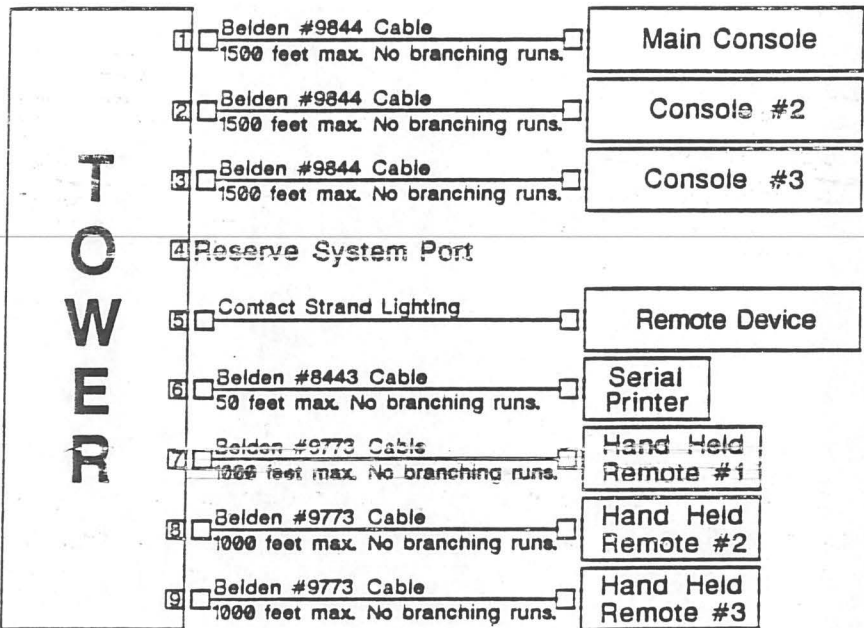 TOWER
1 Belden #9844 Cable
1500 feet max. No branching runs.
Main Console
2 Belden #9844 Cable
1500 feet max. No branching runs.
Console #2
3 Belden #9844 Cable
1500 feet max. No branching runs.
Console #3
4 Reserve System Port
5 Contact Strand Lighting
Remote Device
6 Belden #8443 Cable
50 feet max. No branching runs.
Serial
Printer
7 Belden #9773 Cable
1000 feet max. No branching runs.
Hand Held
Remote #1
8 Belden #9773 Cable
1000 feet max. No branching runs.
Hand Held
Remote #2
9 Belden #9773 Cable
1000 feet max. No branching runs.
Hand Held
Remote #3